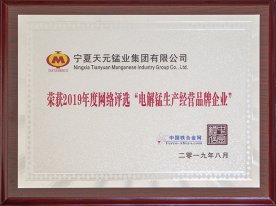 宁夏天元锰业集团有限公司
Ningxia Tianyuan Manganese Industry Group Co., Ltd.
荣获2019年度网络评选“电解锰生产经营品牌企业”
中国铁合金网
二零一九年八月